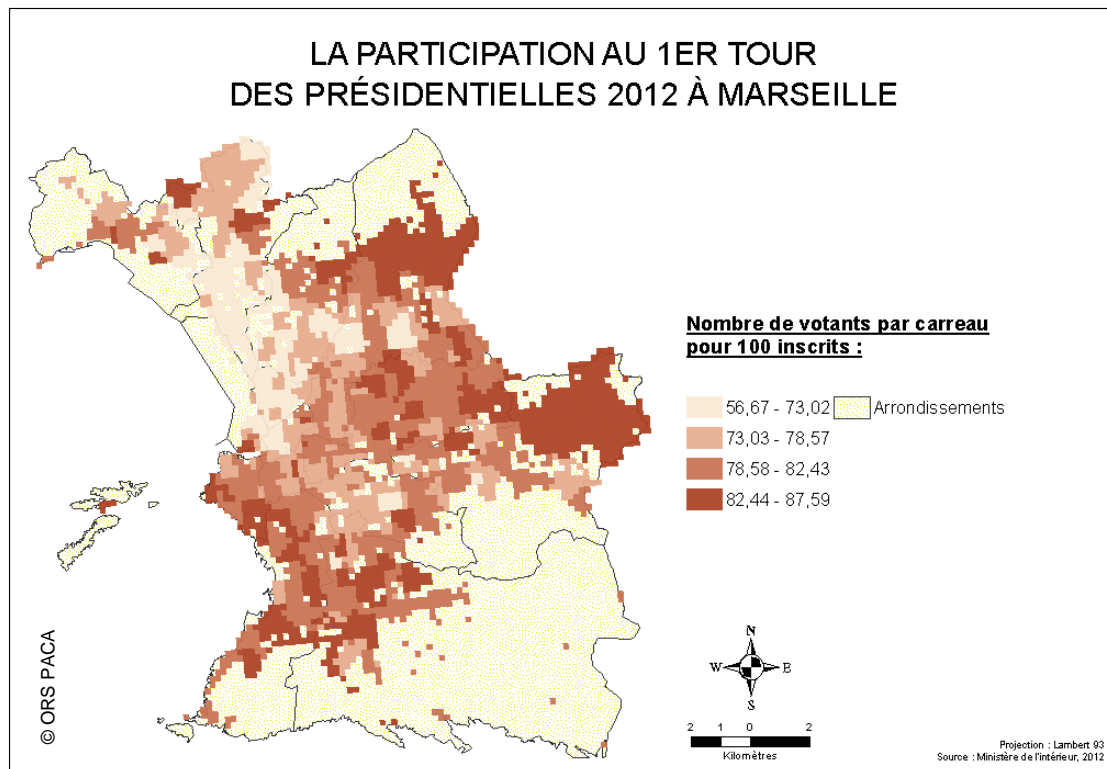 LA PARTICIPATION AU 1ER TOUR
DES PRÉSIDENTIELLES 2012 À MARSEILLE
Nombre de votants par carreau
pour 100 inscrits :
56,67 - 73,02 Arrondissements
73,03 - 78,57
78,58 - 82,43
82,44 - 87,59
© ORS PACA
N
W E
S
2 1 0 2
Kilomètres
Projection : Lambert 93
Source : Ministère de l'intérieur, 2012